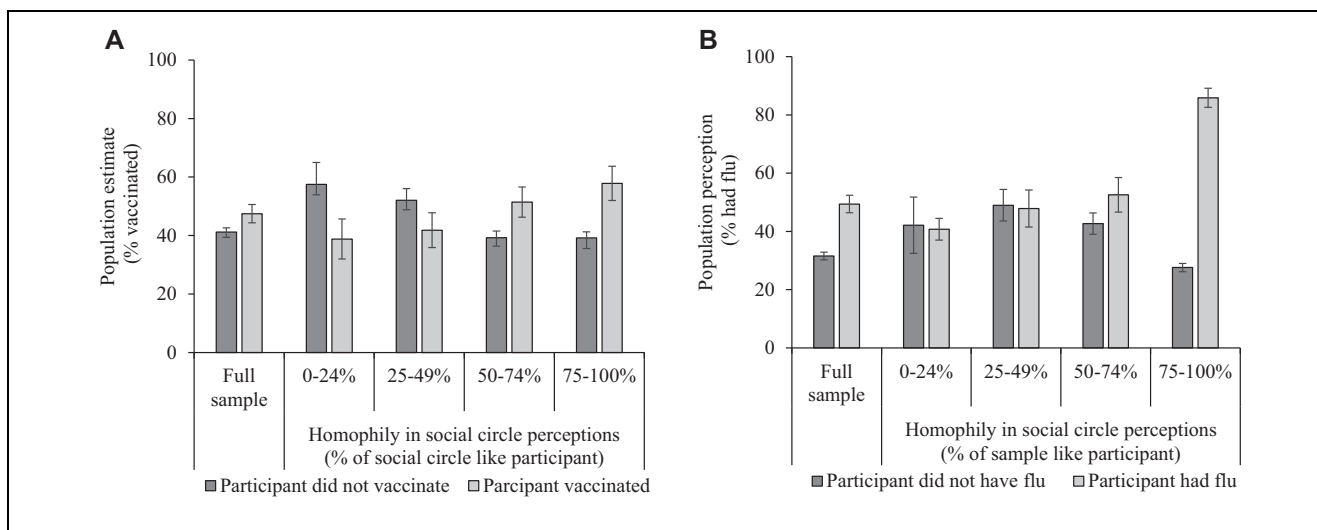 A
Population estimate
(% vaccinated)
100
80
60
40
20
0
Full
sample
0-24%
25-49%
50-74%
75-100%
Homophily in social circle perceptions
(% of social circle like participant)
Participant did not vaccinate
Parcipant vaccinated
B
Population perception
(% had flu)
100
80
60
40
20
0
Full
sample
0-24%
25-49%
50-74%
75-100%
Homophily in social circle perceptions
(% of sample like participant)
Participant did not have flu
Participant had flu